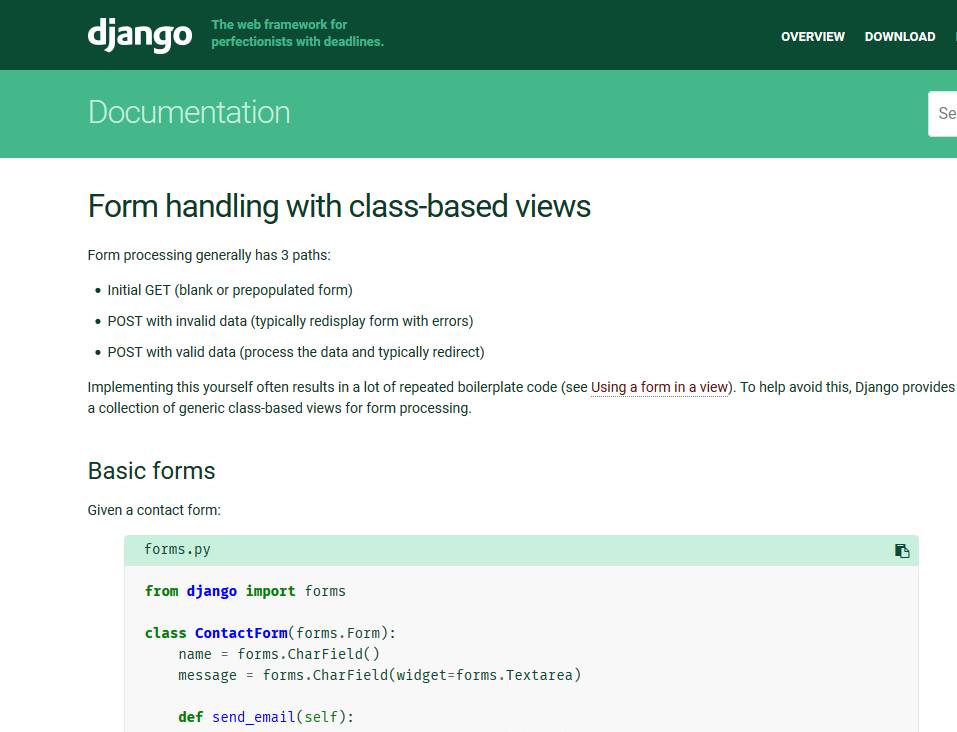 django
The web framework for
perfectionists with deadlines.
OVERVIEW DOWNLOAD
Documentation
Se
Form handling with class-based views
Form processing generally has 3 paths:
• Initial GET (blank or prepopulated form)
• POST with invalid data (typically redisplay form with errors)
• POST with valid data (process the data and typically redirect)
Implementing this yourself often results in a lot of repeated boilerplate code (see Using a form in a view). To help avoid this, Django provides
a collection of generic class-based views for form processing.
Basic forms
Given a contact form:
forms.py
from django import forms
class ContactForm(forms.Form):
    name = forms.CharField()
    message = forms.CharField(widget=forms.Textarea)
    def send_email(self):